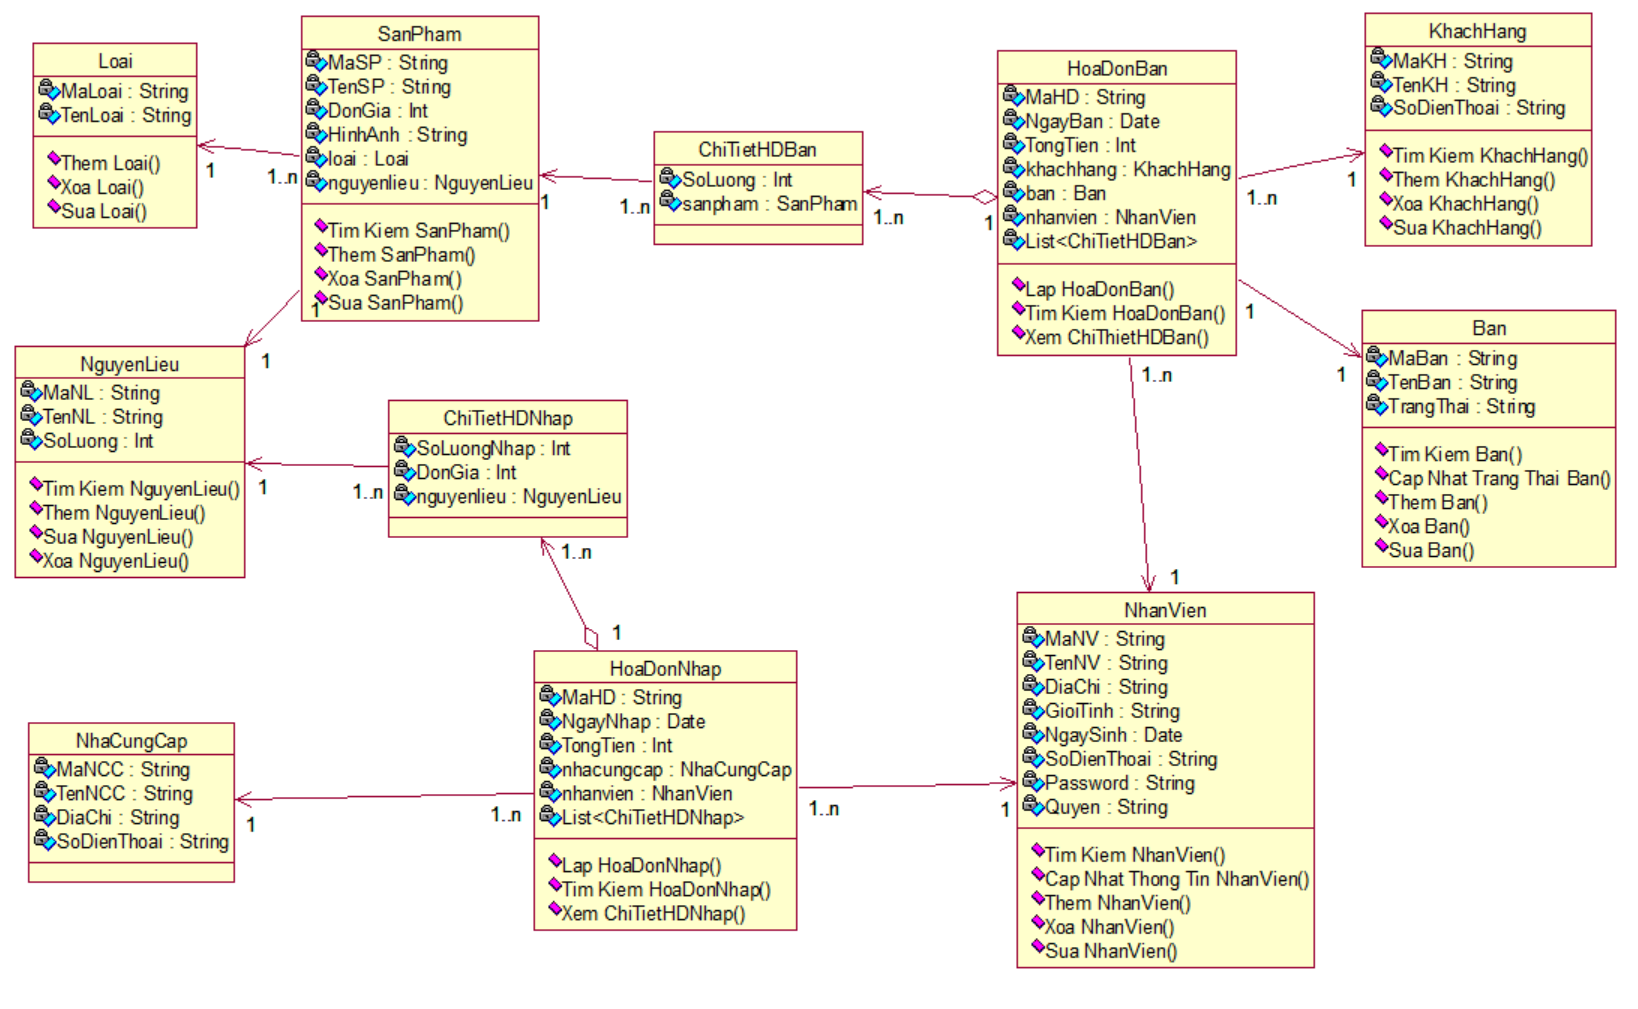 Loai
MaLoai : String
TenLoai : String
Them Loai()
Xoa Loai()
Sua Loai()
1
1..n
SanPham
MaSP : String
TenSP : String
DonGia : Int
HinhAnh : String
loai : Loai
nguyenlieu : NguyenLieu
Tim Kiem SanPham()
Them SanPham()
Xoa SanPham()
Sua SanPham()
1
1
1
1..n
ChiTietHDBan
SoLuong : Int
sanpham : SanPham
1..n
1
HoaDonBan
MaHD : String
NgayBan : Date
TongTien : Int
khachhang : KhachHang
ban : Ban
nhanvien : NhanVien
List<ChiTietHDBan>
Lap HoaDonBan()
Tim Kiem HoaDonBan()
Xem ChiThietHDBan()
1..n
1
KhachHang
MaKH : String
TenKH : String
SoDienThoai : String
Tim Kiem KhachHang()
Them KhachHang()
Xoa KhachHang()
Sua KhachHang()
1
1
Ban
MaBan : String
TenBan : String
TrangThai : String
Tim Kiem Ban()
Cap Nhat Trang Thai Ban()
Them Ban()
Xoa Ban()
Sua Ban()
1..n
1
NguyenLieu
MaNL : String
TenNL : String
SoLuong : Int
Tim Kiem NguyenLieu()
Them NguyenLieu()
Sua NguyenLieu()
Xoa NguyenLieu()
1
1..n
ChiTietHDNhap
SoLuongNhap : Int
DonGia : Int
nguyenlieu : NguyenLieu
1..n
1
HoaDonNhap
MaHD : String
NgayNhap : Date
TongTien : Int
nhacungcap : NhaCungCap
nhanvien : NhanVien
List<ChiTietHDNhap>
Lap HoaDonNhap()
Tim Kiem HoaDonNhap()
Xem ChiTietHDNhap()
NhaCungCap
MaNCC : String
TenNCC : String
DiaChi : String
SoDienThoai : String
1
1..n
1..n
1
NhanVien
MaNV : String
TenNV : String
DiaChi : String
GioiTinh : String
NgaySinh : Date
SoDienThoai : String
Password : String
Quyen : String
Tim Kiem NhanVien()
Cap Nhat Thong Tin NhanVien()
Them NhanVien()
Xoa NhanVien()
Sua NhanVien()